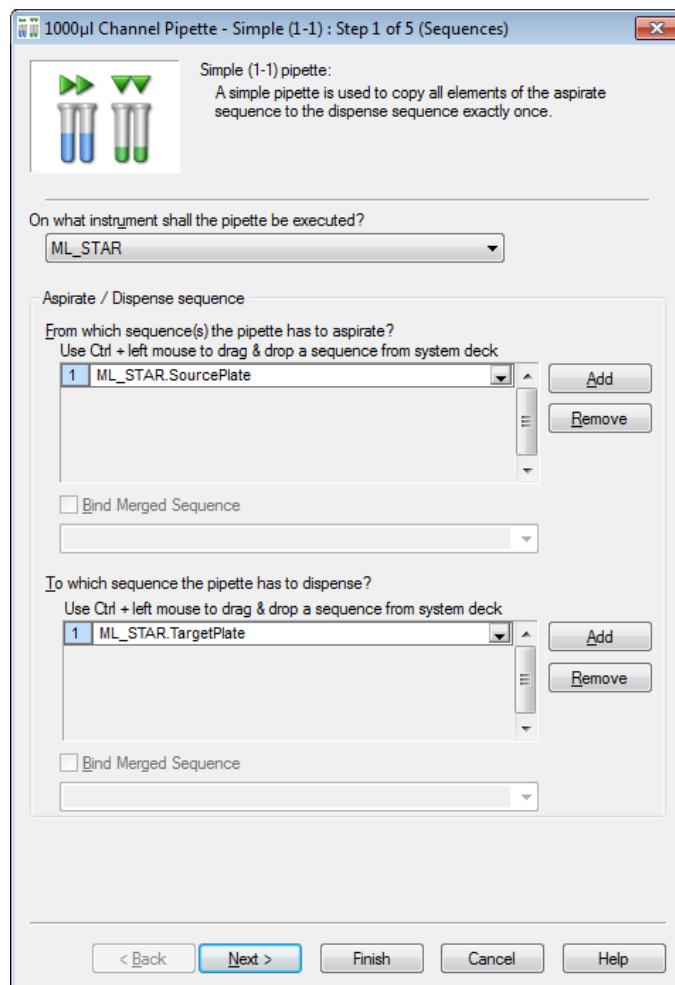 1000µl Channel Pipette - Simple (1-1) : Step 1 of 5 (Sequences)
Simple (1-1) pipette:
A simple pipette is used to copy all elements of the aspirate
sequence to the dispense sequence exactly once.
On what instrument shall the pipette be executed?
ML_STAR
Aspirate / Dispense sequence
From which sequence(s) the pipette has to aspirate?
Use Ctrl + left mouse to drag & drop a sequence from system deck
1 ML_STAR.SourcePlate
Add
Remove
Bind Merged Sequence
To which sequence the pipette has to dispense?
Use Ctrl + left mouse to drag & drop a sequence from system deck
1 ML_STAR.TargetPlate
Add
Remove
Bind Merged Sequence
< Back Next > Finish Cancel Help